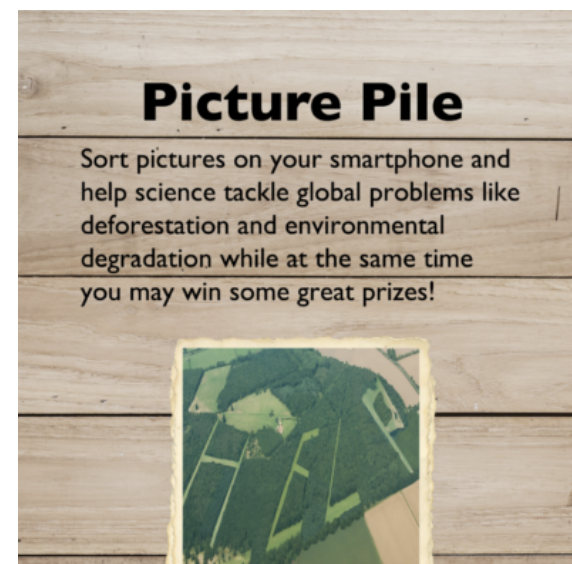 Picture Pile
Sort pictures on your smartphone and
help science tackle global problems like
deforestation and environmental
degradation while at the same time
you may win some great prizes!